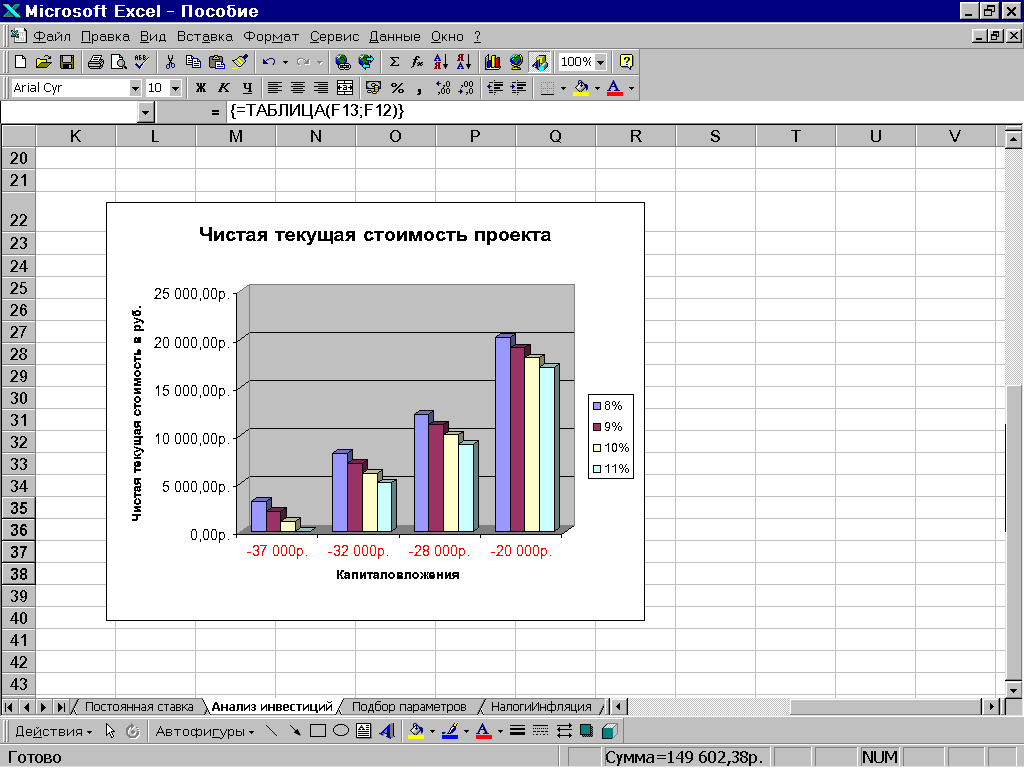 Microsoft Excel - Пособие
Файл Правка Вид Вставка Формат Сервис Данные Окно ?
100%
Arial Cyr 10 Ж К Ч
= {=ТАБЛИЦА(F13;F12)}
K L M N O P Q R S T U V
20
21
22
23
24
25
26
27
28
29
30
31
32
33
34
35
36
37
38
39
40
41
42
43
Чистая текущая стоимость проекта
Чистая текущая стоимость в руб.
25 000,00р.
20 000,00р.
15 000,00р.
10 000,00р.
5 000,00р.
0,00р.
-37 000р. -32 000р. -28 000р. -20 000р.
Капиталовложения
8%
9%
10%
11%
Постоянная ставка Анализ инвестиций Подбор параметров НалогиИнфляция
Действия Автофигуры
Готово Сумма=149 602,38р. NUM